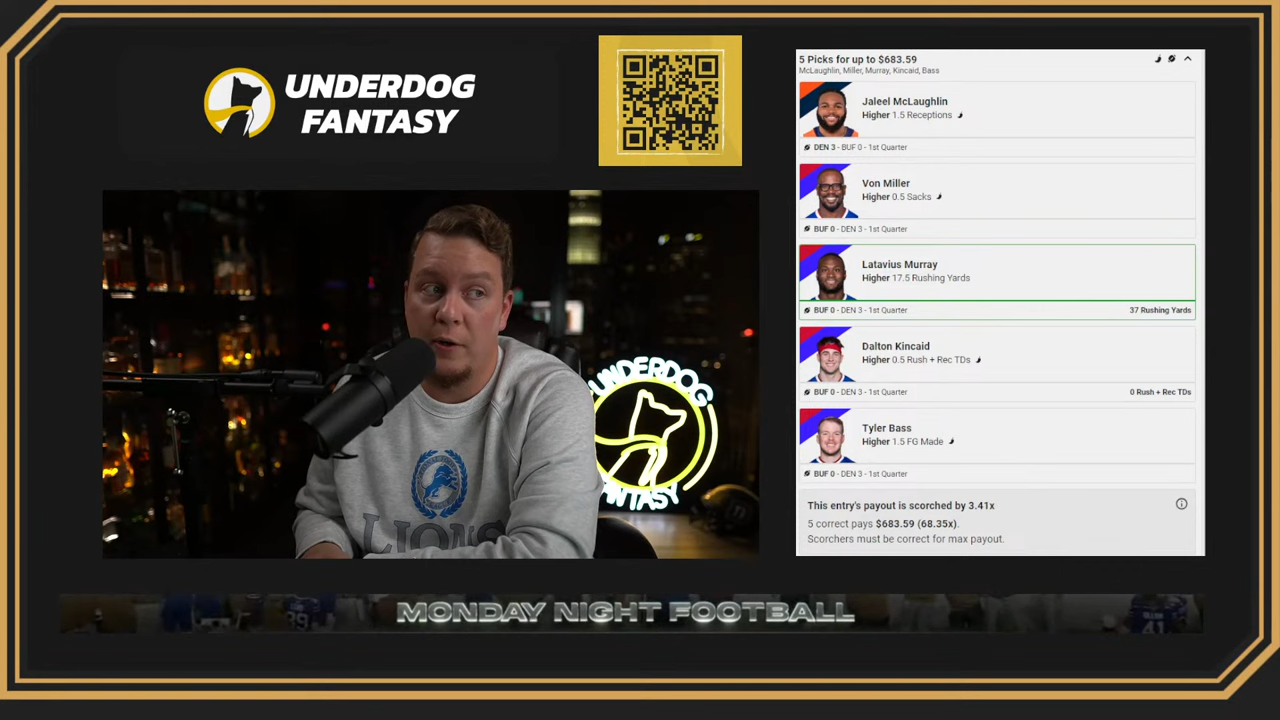 UNDERDOG
FANTASY
5 Picks for up to $683.59
McLaughlin, Miller, Murray, Kincaid, Bass
Jaleel McLaughlin
Higher 1.5 Receptions
DEN 3 - BUF 0 - 1st Quarter
Von Miller
Higher 0.5 Sacks
BUF 0 - DEN 3 - 1st Quarter
Latavius Murray
Higher 17.5 Rushing Yards
BUF 0 - DEN 3 - 1st Quarter
37 Rushing Yards
Dalton Kincaid
Higher 0.5 Rush + Rec TDs
BUF 0 - DEN 3 - 1st Quarter
0 Rush + Rec TDs
Tyler Bass
Higher 1.5 FG Made
BUF 0 - DEN 3 - 1st Quarter
This entry's payout is scorched by 3.41x
5 correct pays $683.59 (68.35x).
Scorchers must be correct for max payout.
UNDERDOG
FANTASY
LIONS
MONDAY NIGHT FOOTBALL
39
41